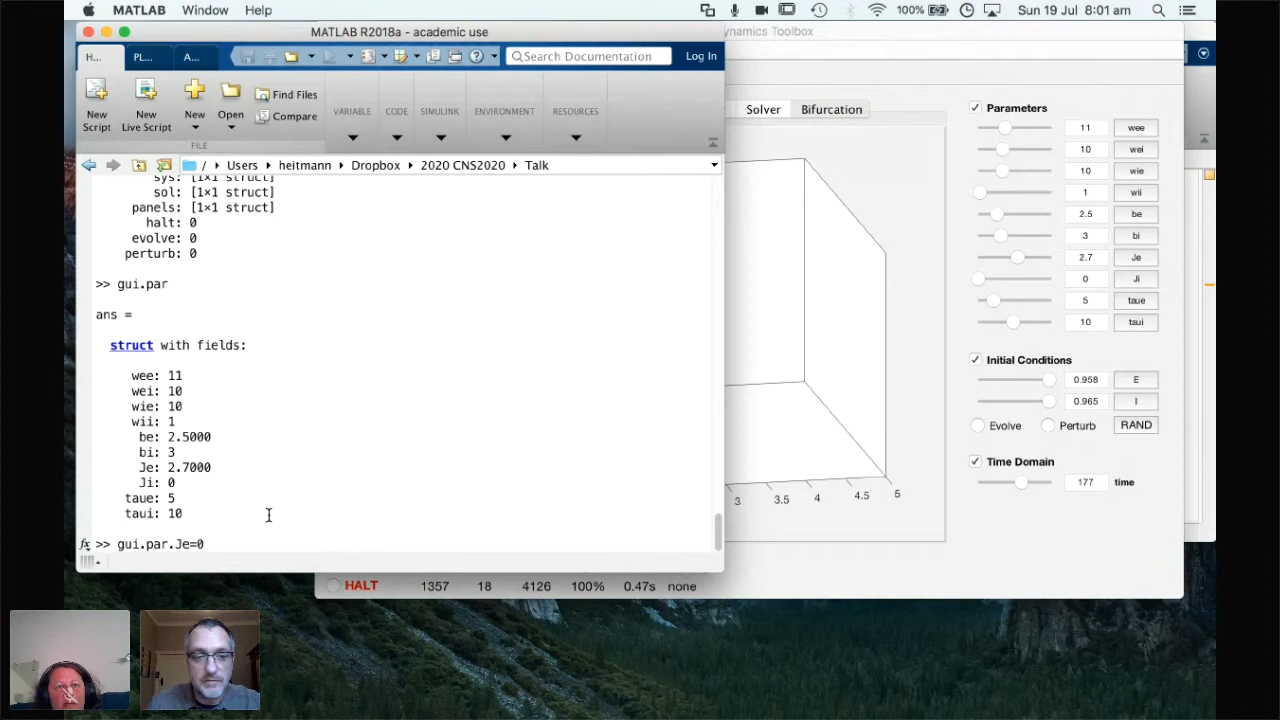 MATLAB Window Help 100% Sun 19 Jul 8:01 am
MATLAB R2018a - academic use
ynamics Toolbox
H... PL... A... Search Documentation Log In
New Script
New Live Script
New
Open
Find Files
Compare
FILE
VARIABLE CODE SIMULINK ENVIRONMENT RESOURCES
/ Users heitmann Dropbox 2020 CNS2020 Talk
sys: [1×1 struct]
sol: [1×1 struct]
panels: [1×1 struct]
halt: 0
evolve: 0
perturb: 0
>> gui.par
ans =
struct with fields:
wee: 11
wei: 10
wie: 10
wii: 1
be: 2.5000
bi: 3
Je: 2.7000
Ji: 0
taue: 5
taui: 10
fx >> gui.par.Je=0
Solver Bifurcation
3 3.5 4 4.5 5
Parameters
11 wee
10 wei
10 wie
1 wii
2.5 be
3 bi
2.7 Je
0 Ji
5 taue
10 taui
Initial Conditions
0.958 E
0.965 I
Evolve Perturb RAND
Time Domain
177 time
HALT 1357 18 4126 100% 0.47s none